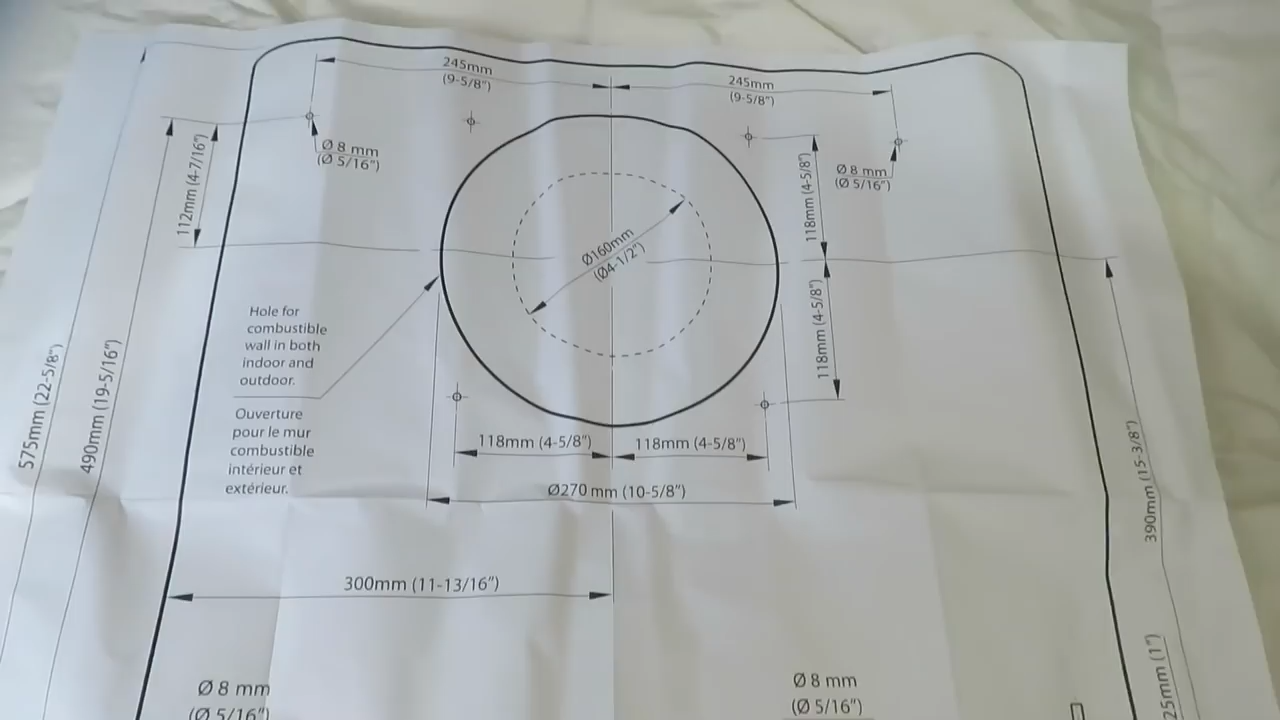 245mm
(9-5/8")
245mm
(9-5/8")
Ø 8 mm
(Ø 5/16")
Ø 8 mm
(Ø 5/16")
112mm (4-7/16")
118mm (4-5/8")
Ø160mm
(Ø4-1/2")
118mm (4-5/8")
Hole for
combustible
wall in both
indoor and
outdoor.
Ouverture
pour le mur
combustible
intérieur et
extérieur.
575mm (22-5/8")
490mm (19-5/16")
118mm (4-5/8")
118mm (4-5/8")
Ø270 mm (10-5/8")
390mm (15-3/8")
300mm (11-13/16")
Ø 8 mm
(Ø 5/16")
Ø 8 mm
(Ø 5/16")
25mm (1")